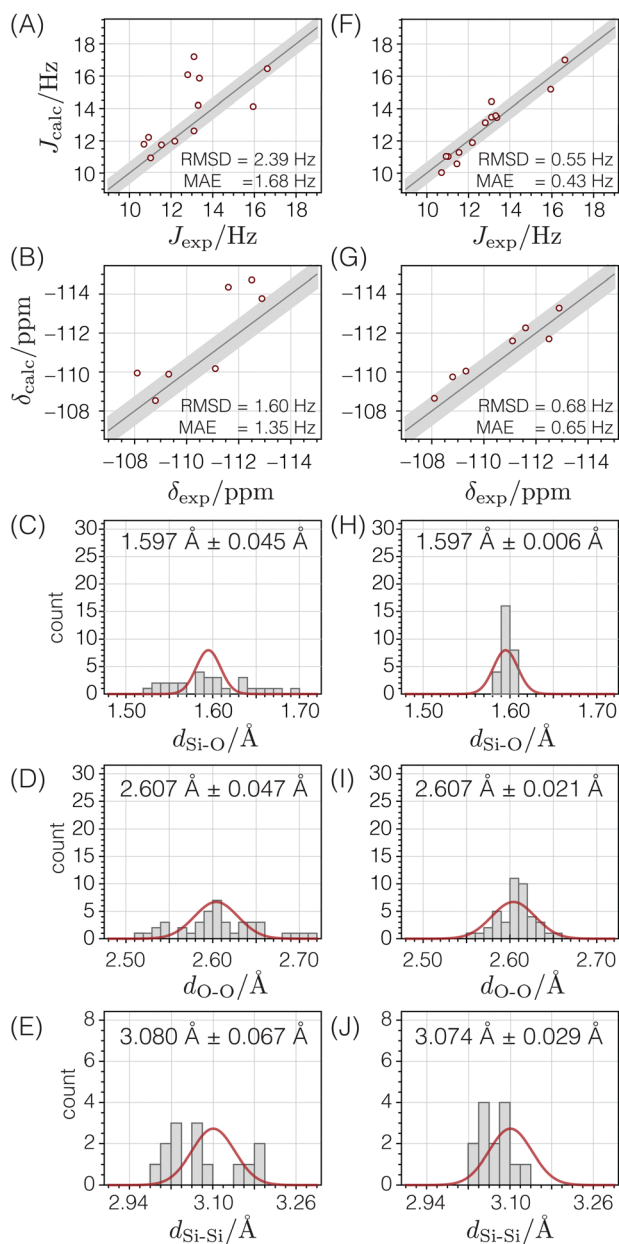 (A)
18
16
14
12
10
J_calc/Hz
RMSD = 2.39 Hz
MAE =1.68 Hz
10 12 14 16 18
J_exp/Hz
(F)
18
16
14
12
10
RMSD = 0.55 Hz
MAE = 0.43 Hz
10 12 14 16 18
J_exp/Hz
(B)
-114
-112
-110
-108
δ_calc/ppm
RMSD = 1.60 Hz
MAE = 1.35 Hz
-108 -110 -112 -114
δ_exp/ppm
(G)
-114
-112
-110
-108
RMSD = 0.68 Hz
MAE = 0.65 Hz
-108 -110 -112 -114
δ_exp/ppm
(C)
30
25
20
15
10
5
0
count
1.597 Å ± 0.045 Å
1.50 1.60 1.70
d_Si-O/Å
(H)
30
25
20
15
10
5
0
1.597 Å ± 0.006 Å
1.50 1.60 1.70
d_Si-O/Å
(D)
30
25
20
15
10
5
0
count
2.607 Å ± 0.047 Å
2.50 2.60 2.70
d_O-O/Å
(I)
30
25
20
15
10
5
0
2.607 Å ± 0.021 Å
2.50 2.60 2.70
d_O-O/Å
(E)
8
6
4
2
0
count
3.080 Å ± 0.067 Å
2.94 3.10 3.26
d_Si-Si/Å
(J)
8
6
4
2
0
3.074 Å ± 0.029 Å
2.94 3.10 3.26
d_Si-Si/Å